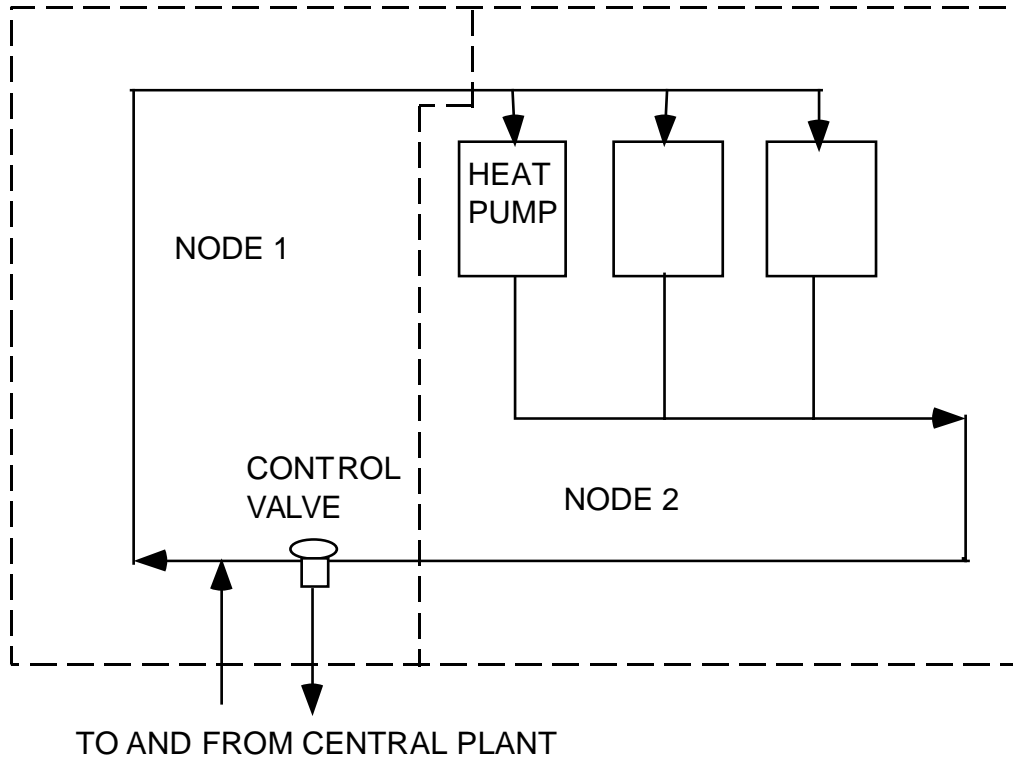 HEAT
PUMP
NODE 1
CONTROL
VALVE
NODE 2
TO AND FROM CENTRAL PLANT